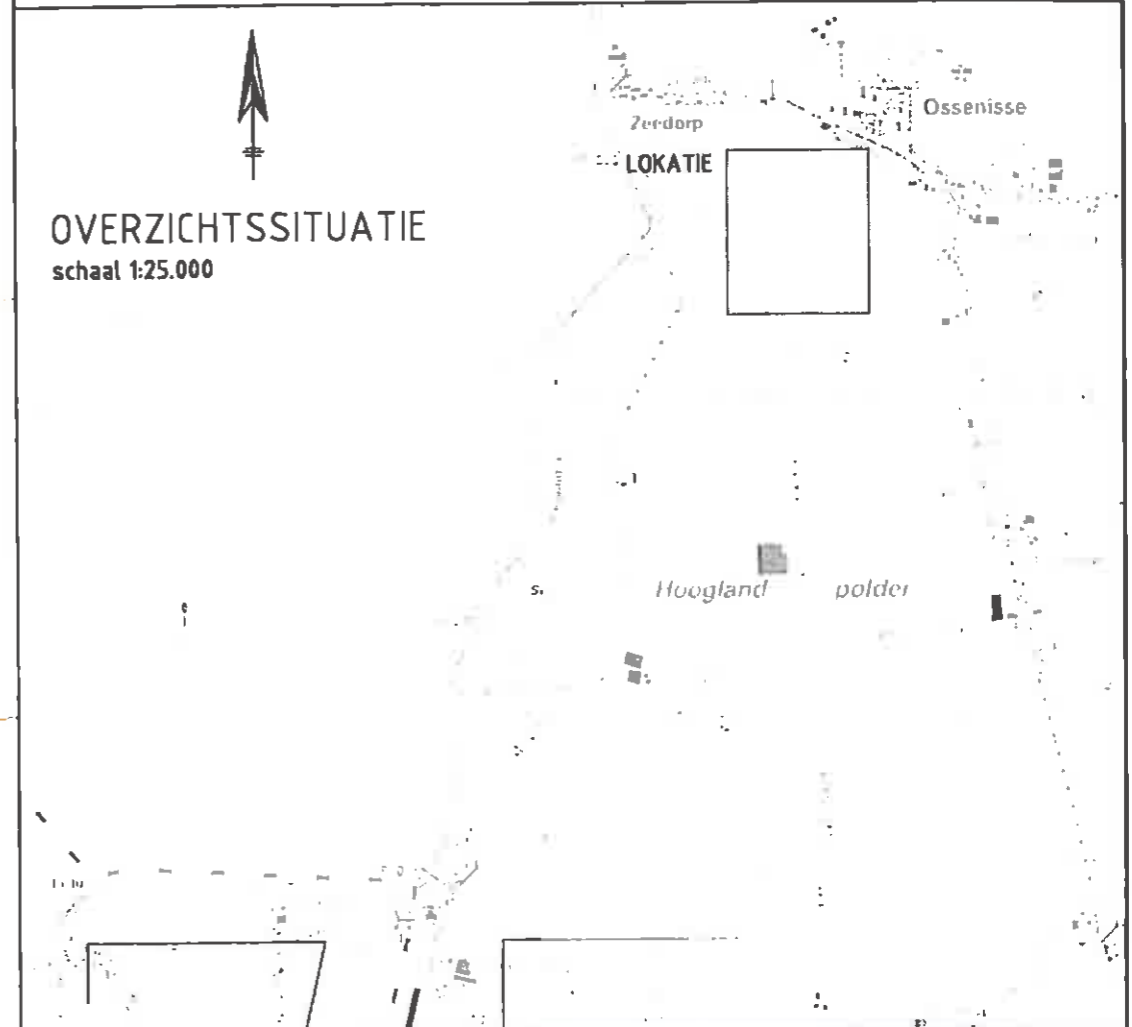 Ossenisse
Zeedorp
LOKATIE
OVERZICHTSSITUATIE
schaal 1:25.000
Hoogland polder